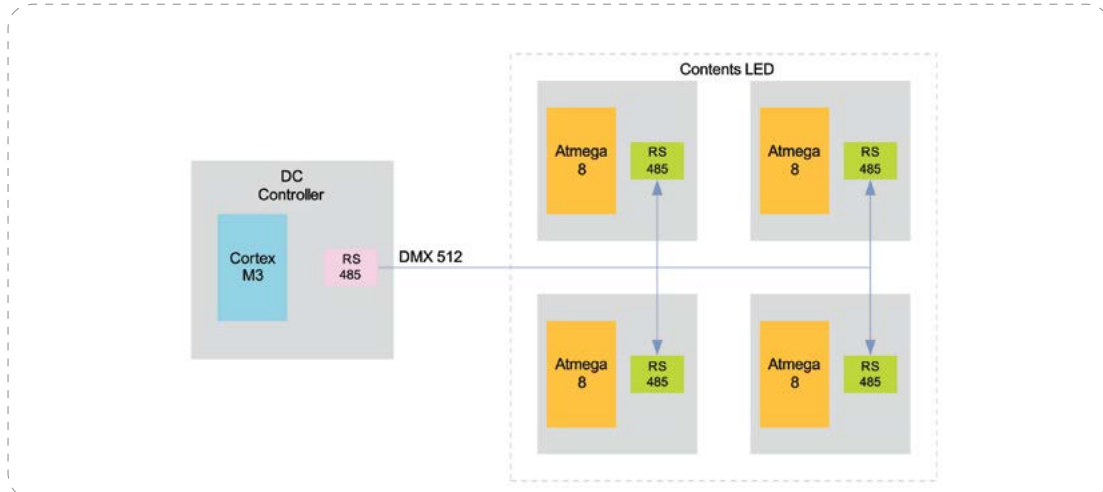 Contents LED
Atmega
8
RS
485
Atmega
8
RS
485
DC
Controller
Cortex
M3
RS
485
DMX 512
Atmega
8
RS
485
Atmega
8
RS
485